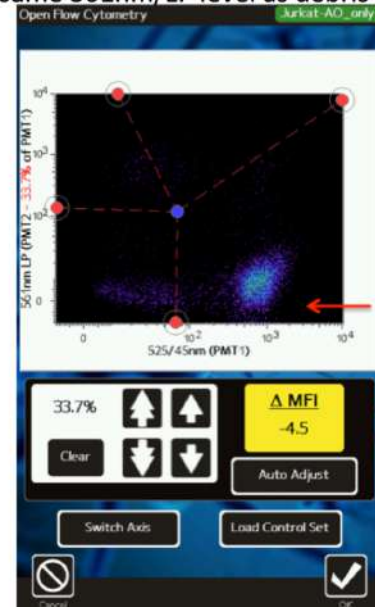 Open Flow Cytometry
Jurkat-AO_only
561nm LP (PMT2 - 33.7% of PMT1)
10⁴
10³
10²
0
0
10²
10³
10⁴
525/45nm (PMT1)
33.7%
Clear
Δ MFI
-4.5
Auto Adjust
Switch Axis
Load Control Set
Cancel
OK